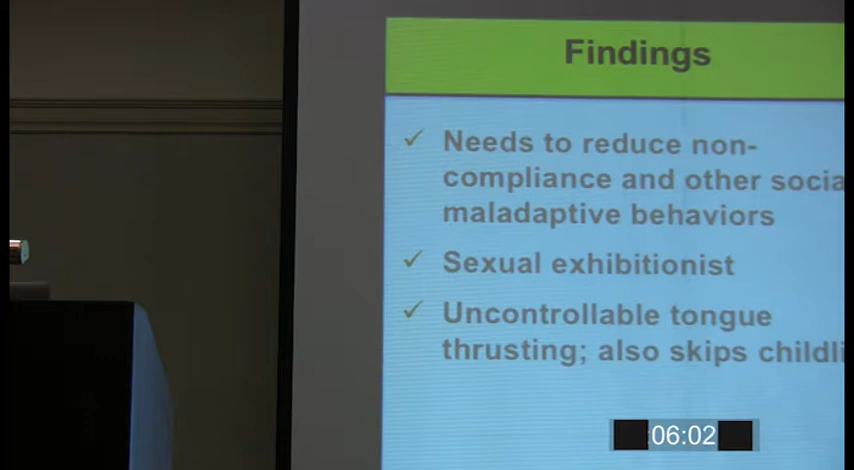 Findings
✓ Needs to reduce non-
compliance and other socia
maladaptive behaviors
✓ Sexual exhibitionist
✓ Uncontrollable tongue
thrusting; also skips childli
:06:02